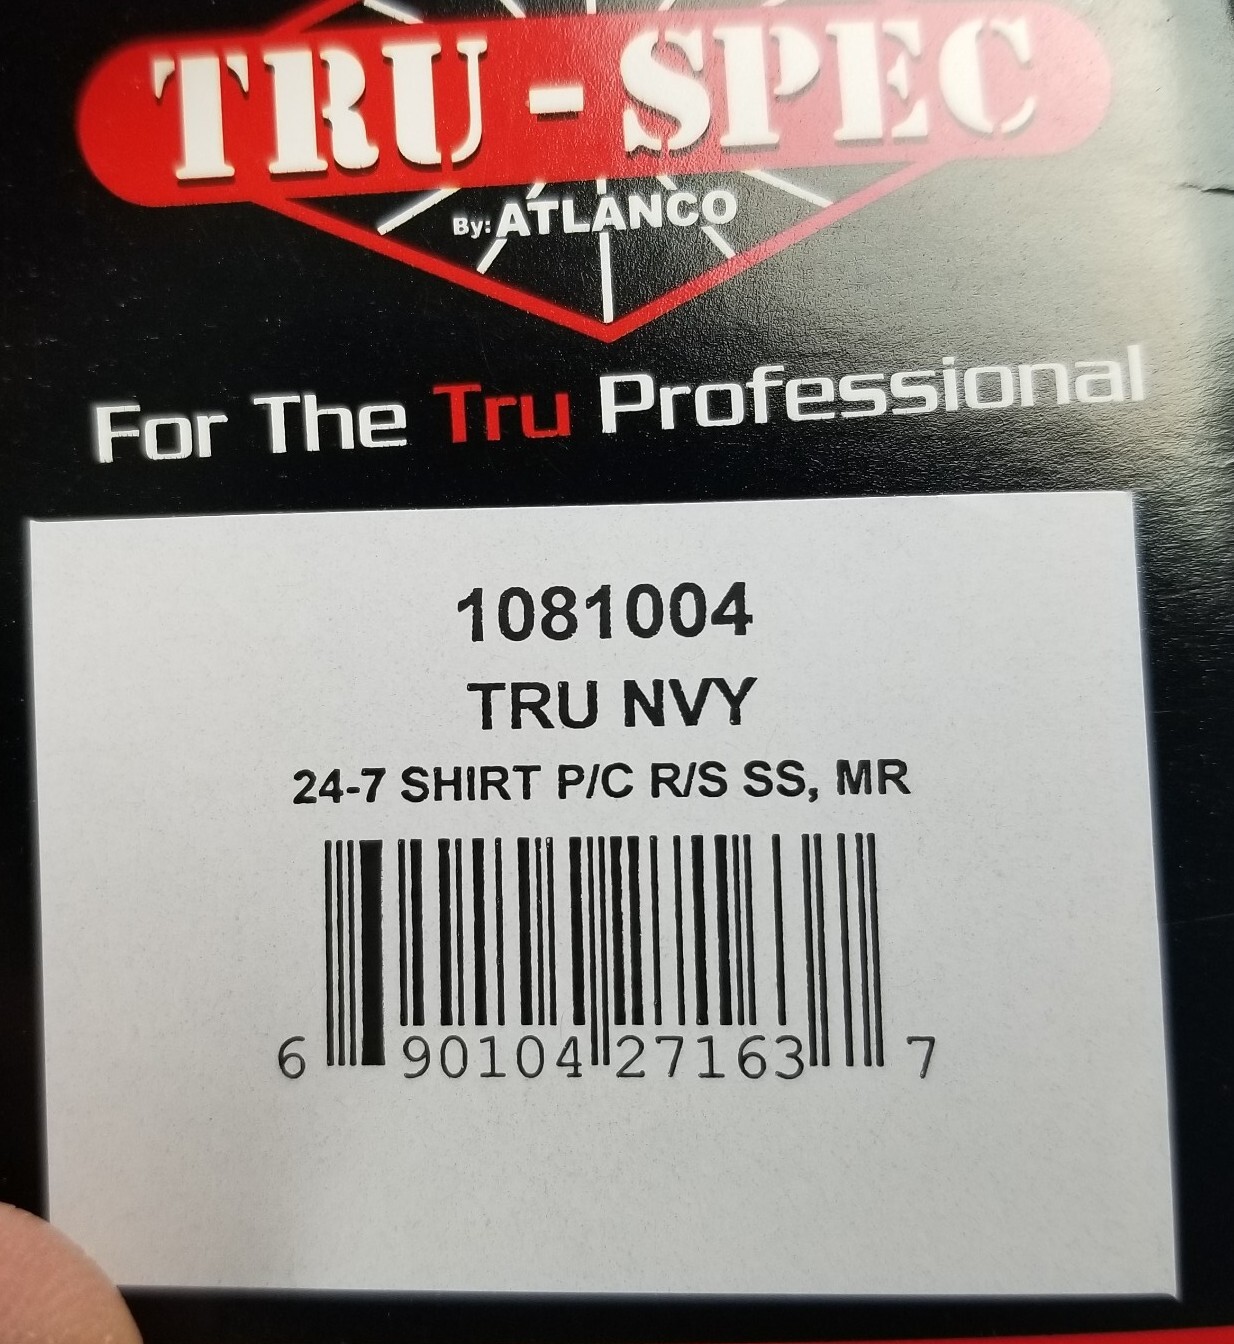 TRU-SPEC
By: ATLANCO
For The Tru Professional
1081004
TRU NVY
24-7 SHIRT P/C R/S SS, MR
6 90104 27163 7